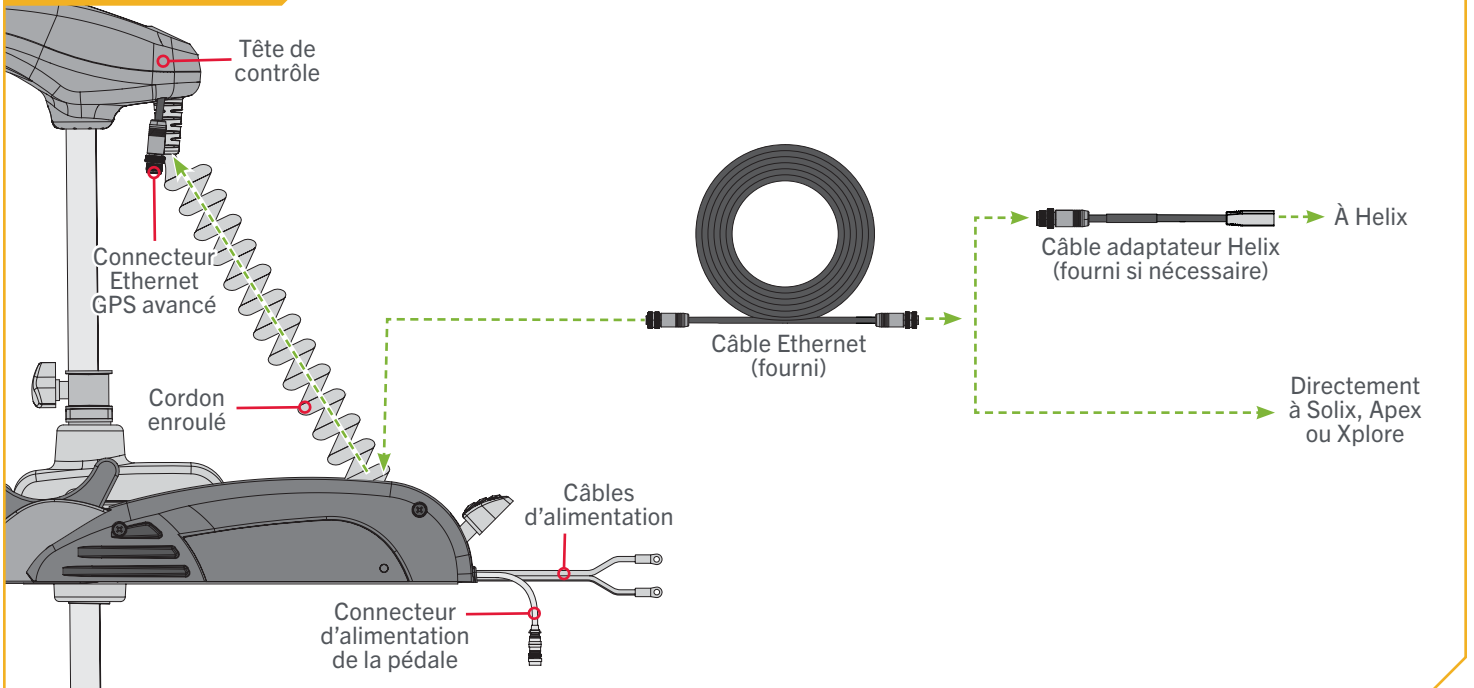 Tête de
contrôle
Connecteur
Ethernet
GPS avancé
Cordon
enroulé
Câble Ethernet
(fourni)
Câble adaptateur Helix
(fourni si nécessaire)
À Helix
Directement
à Solix, Apex
ou Xplore
Câbles
d'alimentation
Connecteur
d'alimentation
de la pédale